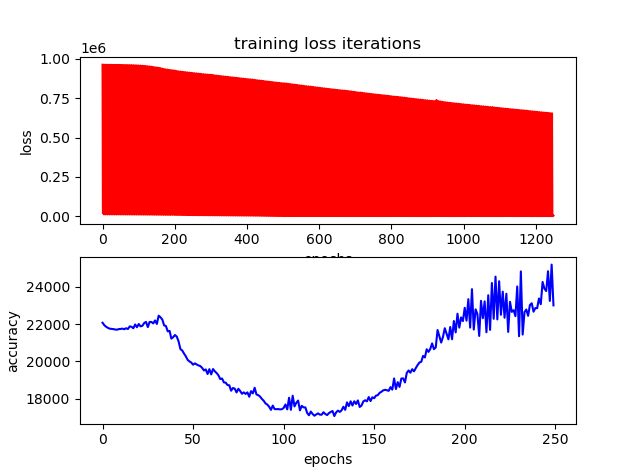 training loss iterations
1e6
1.00
0.75
0.50
0.25
0.00
loss
0 200 400 600 800 1000 1200
epochs
24000
22000
20000
18000
accuracy
0 50 100 150 200 250
epochs